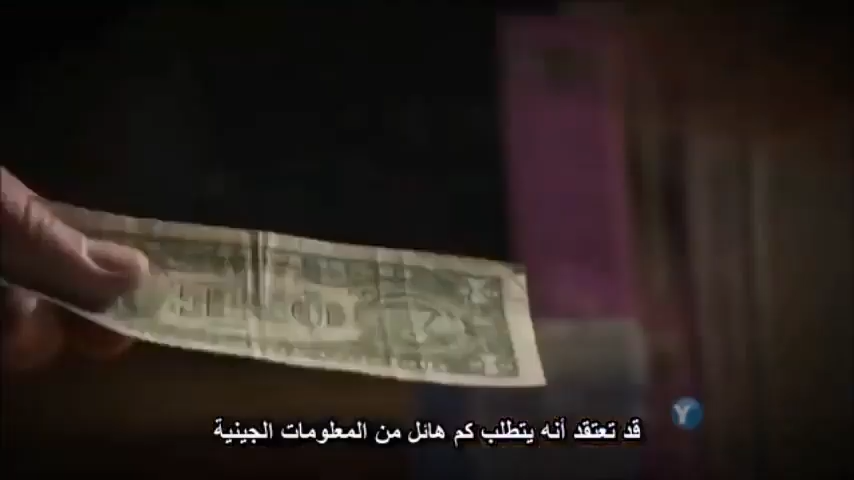 قد تعتقد أنه يتطلب كم هائل من المعلومات الجينية
Y